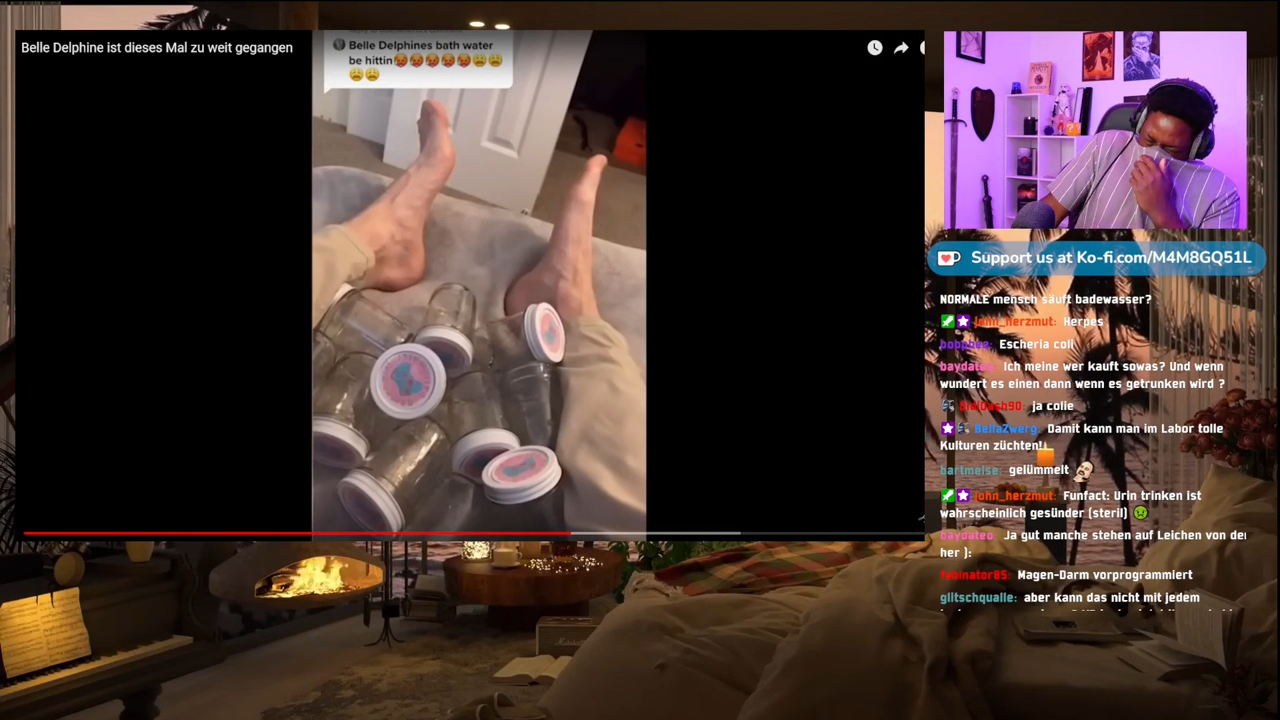 Belle Delphine ist dieses Mal zu weit gegangen
Belle Delphines bath water
be hittin🥵🥵🥵🥵🥵😩😩
😩😩
Support us at Ko-fi.com/M4M8GQ51L
NORMALE mensch säuft badewasser?
john_herzmut: Herpes
Escheria coli
baydateo: Ich meine wer kauft sowas? Und wenn
wundert es einen dann wenn es getrunken wird ?
ja colie
BellaZwerg: Damit kann man im Labor tolle
Kulturen züchten!
hartmeise: gelümmelt
john_herzmut: Funfact: Urin trinken ist
wahrscheinlich gesünder (steril) 🤢
baydateo: Ja gut manche stehen auf Leichen von der
her ):
fabinator85: Magen-Darm vorprogrammiert
glitschqualle: aber kann das nicht mit jedem